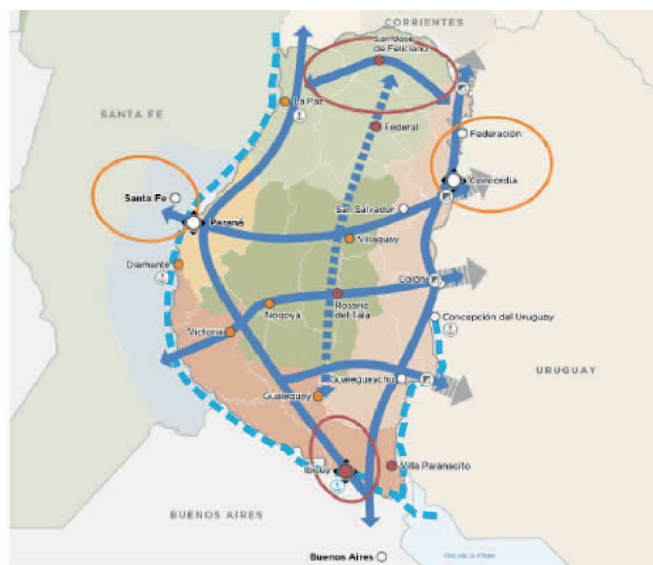 CORRIENTES
San José
de Feliciano
La Paz
SANTA FE
Federal
Federación
Concordia
Santa Fe
San Salvador
Paraná
Villaguay
Diamante
Colón
Nogoyá
Rosario
del Tala
Concepción del Uruguay
Victoria
URUGUAY
Gualeguaychu
Gualeguay
Ibicuy
Villa Paranacito
BUENOS AIRES
Buenos Aires
Río de la Plata